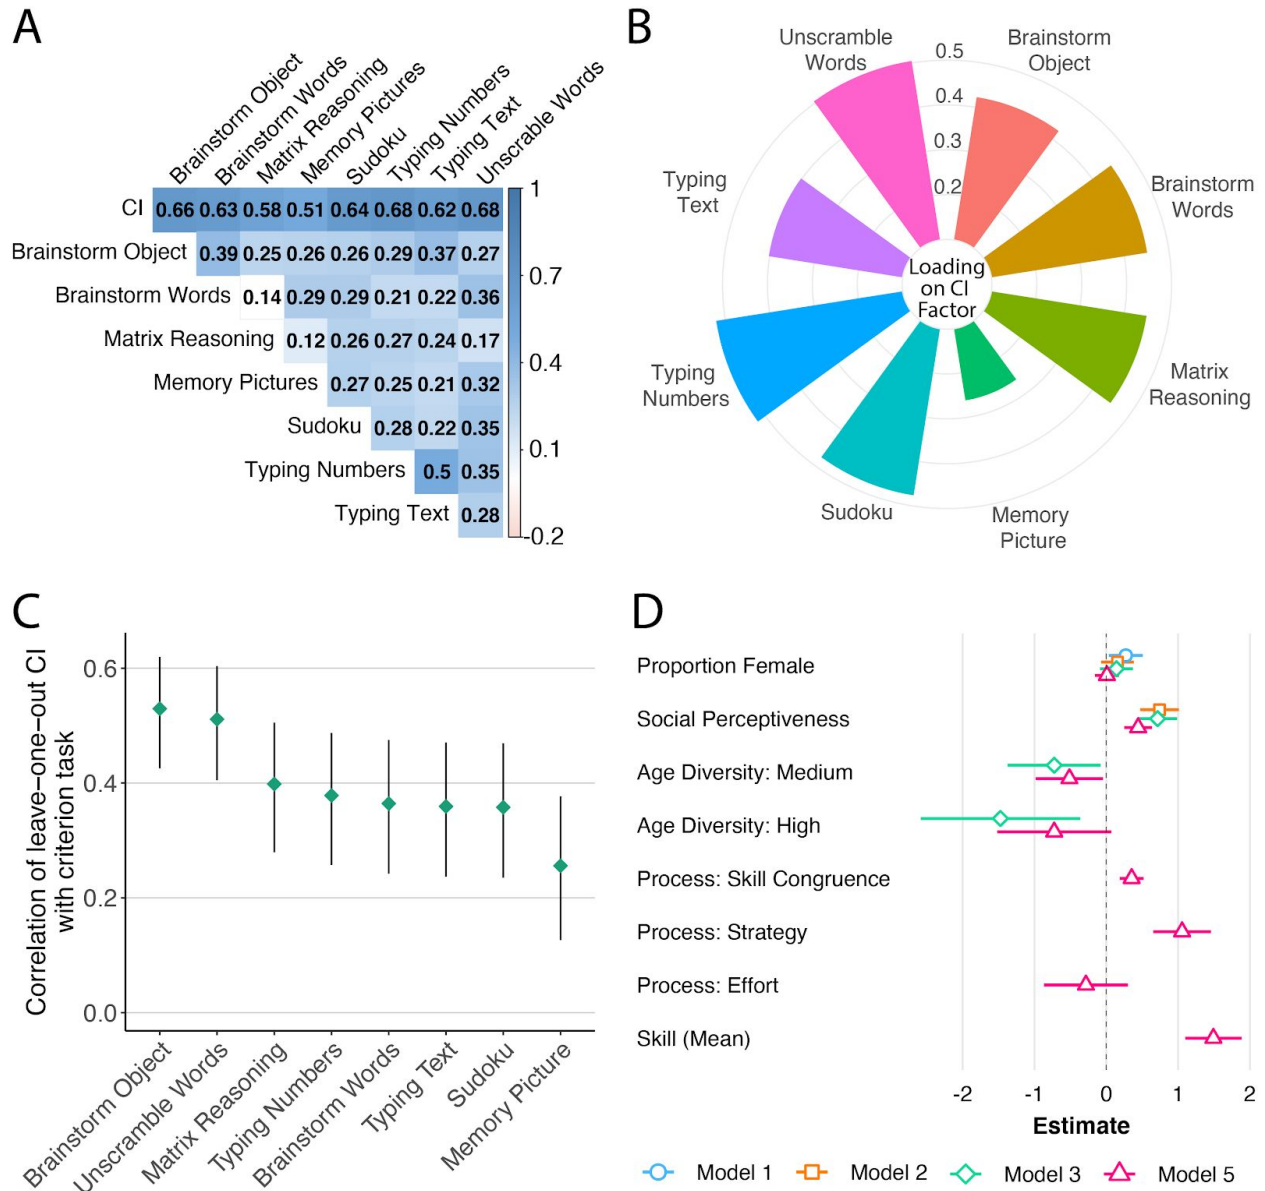 A
Brainstorm Object
Brainstorm Words
Matrix Reasoning
Memory Pictures
Sudoku
Typing Numbers
Typing Text
Unscrable Words
CI 0.66 0.63 0.58 0.51 0.64 0.68 0.62 0.68
Brainstorm Object 0.39 0.25 0.26 0.26 0.29 0.37 0.27
Brainstorm Words 0.14 0.29 0.29 0.21 0.22 0.36
Matrix Reasoning 0.12 0.26 0.27 0.24 0.17
Memory Pictures 0.27 0.25 0.21 0.32
Sudoku 0.28 0.22 0.35
Typing Numbers 0.5 0.35
Typing Text 0.28
1
0.7
0.4
0.1
-0.2
B
Unscramble
Words
0.5
0.4
0.3
0.2
Brainstorm
Object
Brainstorm
Words
Matrix
Reasoning
Memory
Picture
Sudoku
Typing
Numbers
Typing
Text
Loading
on CI
Factor
C
Correlation of leave-one-out CI
with criterion task
0.6
0.4
0.2
0.0
Brainstorm Object
Unscramble Words
Matrix Reasoning
Typing Numbers
Brainstorm Words
Typing Text
Sudoku
Memory Picture
D
Proportion Female
Social Perceptiveness
Age Diversity: Medium
Age Diversity: High
Process: Skill Congruence
Process: Strategy
Process: Effort
Skill (Mean)
-2 -1 0 1 2
Estimate
Model 1 Model 2 Model 3 Model 5